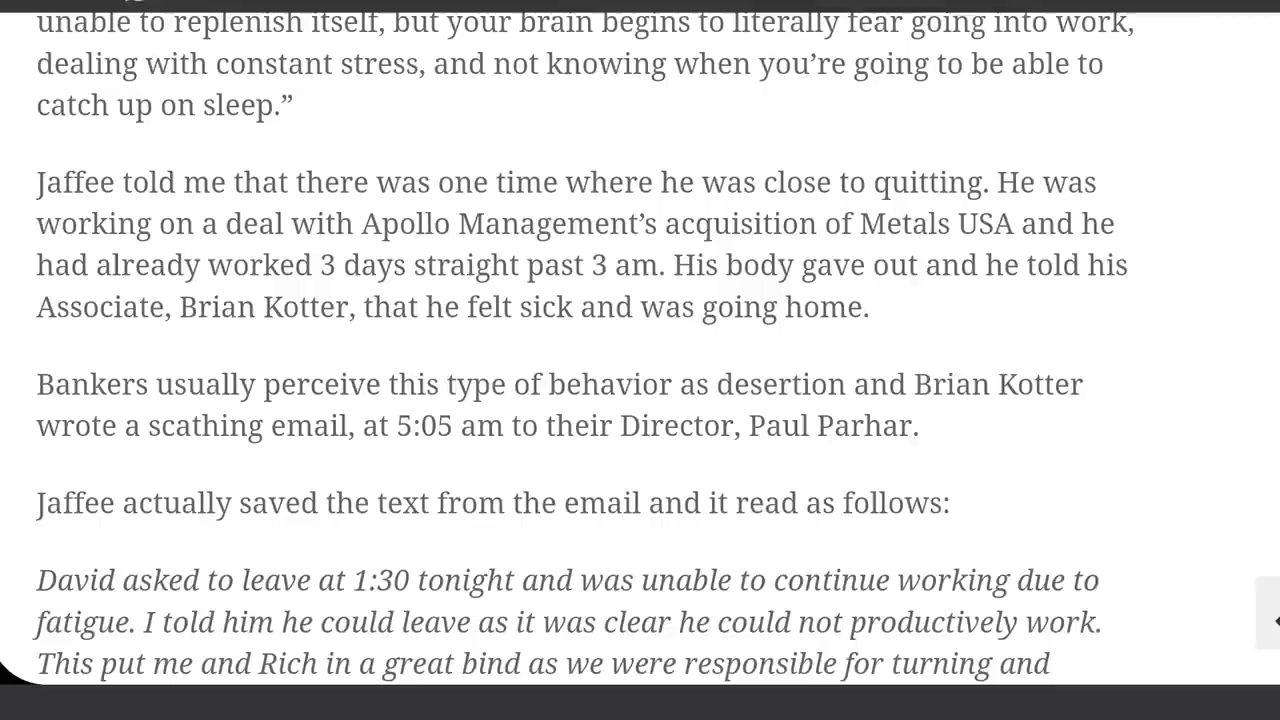 unable to replenish itself, but your brain begins to literally fear going into work,
dealing with constant stress, and not knowing when you’re going to be able to
catch up on sleep.”
Jaffee told me that there was one time where he was close to quitting. He was
working on a deal with Apollo Management’s acquisition of Metals USA and he
had already worked 3 days straight past 3 am. His body gave out and he told his
Associate, Brian Kotter, that he felt sick and was going home.
Bankers usually perceive this type of behavior as desertion and Brian Kotter
wrote a scathing email, at 5:05 am to their Director, Paul Parhar.
Jaffee actually saved the text from the email and it read as follows:
David asked to leave at 1:30 tonight and was unable to continue working due to
fatigue. I told him he could leave as it was clear he could not productively work.
This put me and Rich in a great bind as we were responsible for turning and